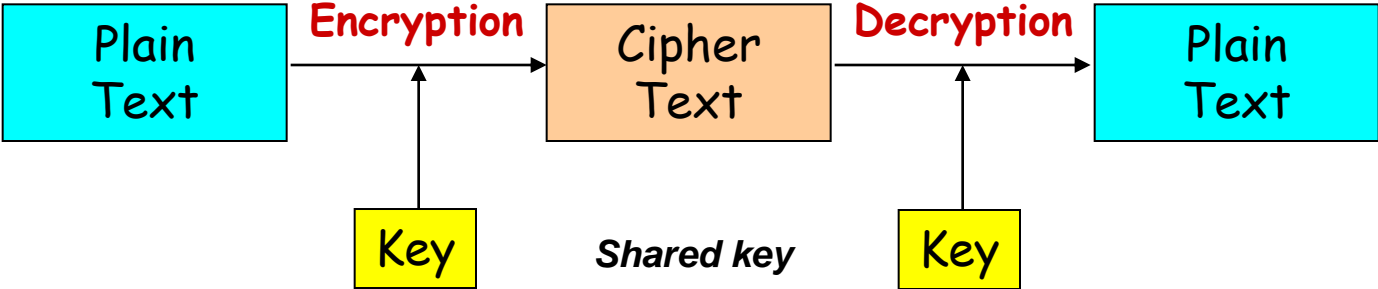 Plain
Text
Encryption
Cipher
Text
Decryption
Plain
Text
Key
Shared key
Key